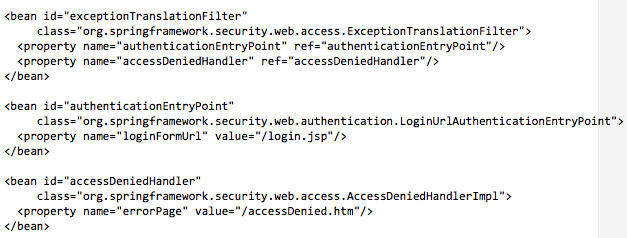 <bean id="exceptionTranslationFilter"
class="org.springframework.security.web.access.ExceptionTranslationFilter">
<property name="authenticationEntryPoint" ref="authenticationEntryPoint"/>
<property name="accessDeniedHandler" ref="accessDeniedHandler"/>
</bean>
<bean id="authenticationEntryPoint"
class="org.springframework.security.web.authentication.LoginUrlAuthenticationEntryPoint">
<property name="loginFormUrl" value="/login.jsp"/>
</bean>
<bean id="accessDeniedHandler"
class="org.springframework.security.web.access.AccessDeniedHandlerImpl">
<property name="errorPage" value="/accessDenied.htm"/>
</bean>